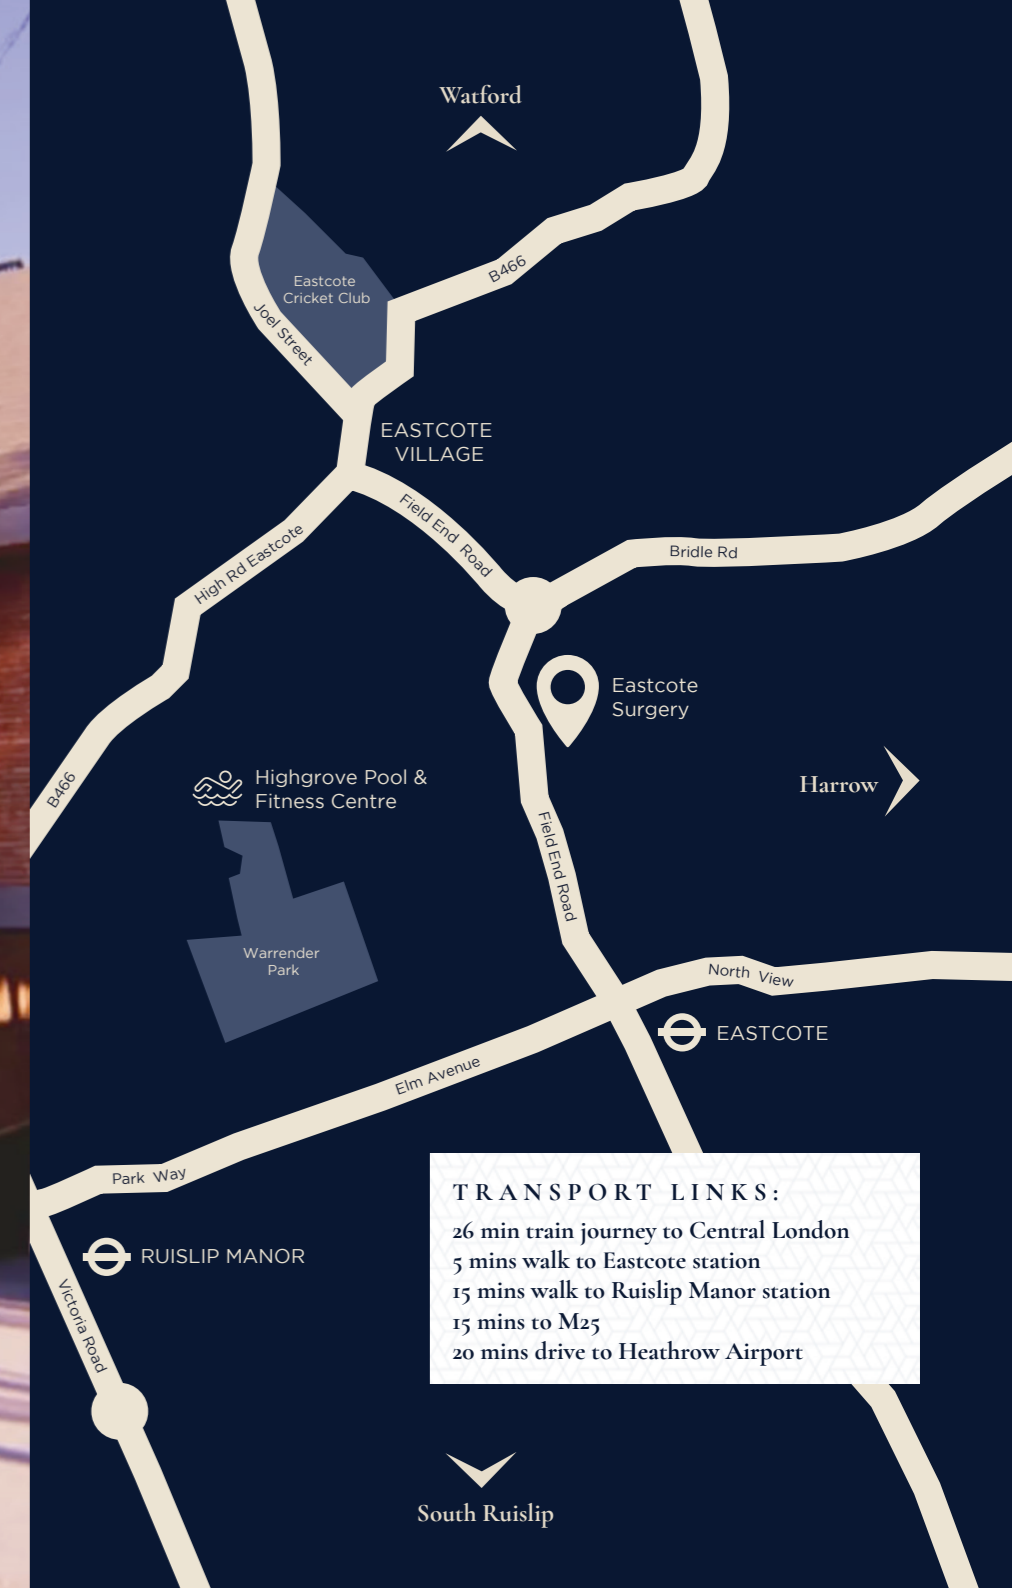 Watford
Eastcote
Cricket Club
B466
Joel Street
EASTCOTE
VILLAGE
Field End Road
High Rd Eastcote
Bridle Rd
Eastcote
Surgery
B466
Highgrove Pool &
Fitness Centre
Harrow
Field End Road
Warrender
Park
North View
EASTCOTE
Elm Avenue
Park Way
RUISLIP MANOR
Victoria Road
TRANSPORT LINKS:
26 min train journey to Central London
5 mins walk to Eastcote station
15 mins walk to Ruislip Manor station
15 mins to M25
20 mins drive to Heathrow Airport
South Ruislip